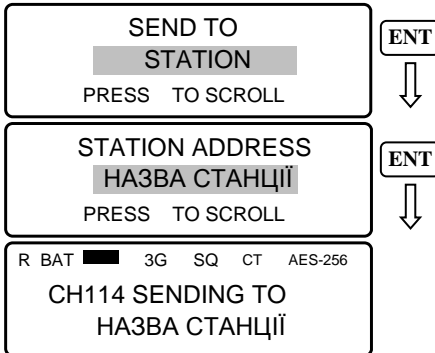 SEND TO
ENT
STATION
PRESS TO SCROLL
STATION ADDRESS
ENT
НАЗВА СТАНЦІЇ
PRESS TO SCROLL
R BAT 3G SQ CT AES-256
CH114 SENDING TO
НАЗВА СТАНЦІЇ